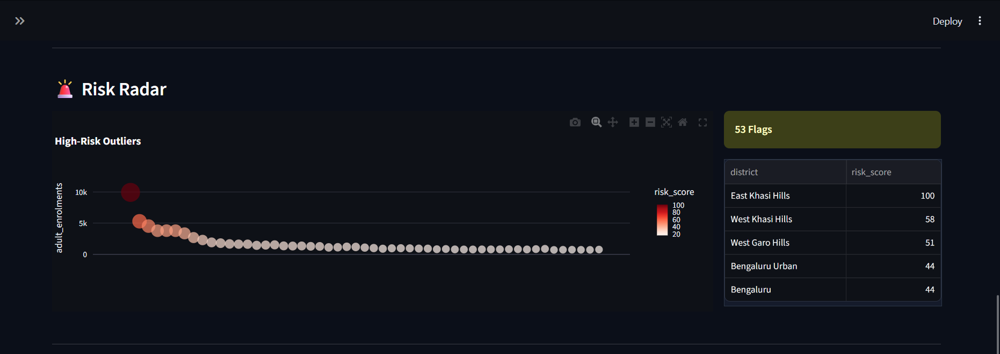 Deploy
Risk Radar
High-Risk Outliers
adult_enrolments
10k
5k
0
risk_score
100
80
60
40
20
53 Flags
district risk_score
East Khasi Hills 100
West Khasi Hills 58
West Garo Hills 51
Bengaluru Urban 44
Bengaluru 44